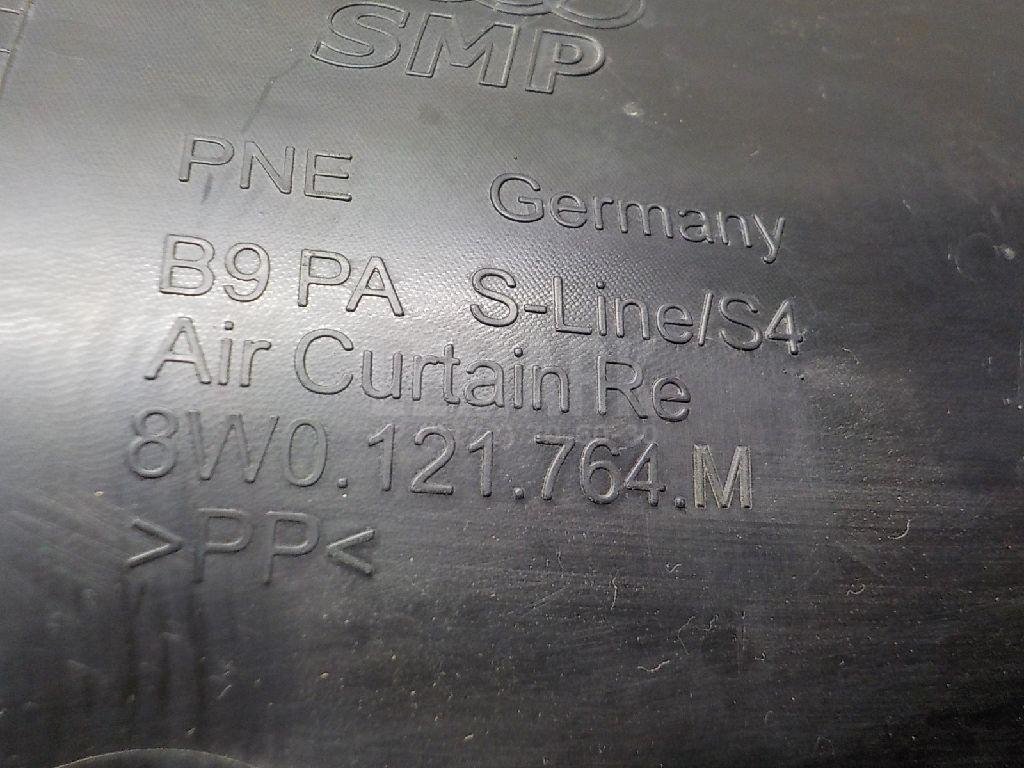 SMP
PNE Germany
B9 PA S-Line/S4
Air Curtain Re
8W0.121.764.M
>PP<